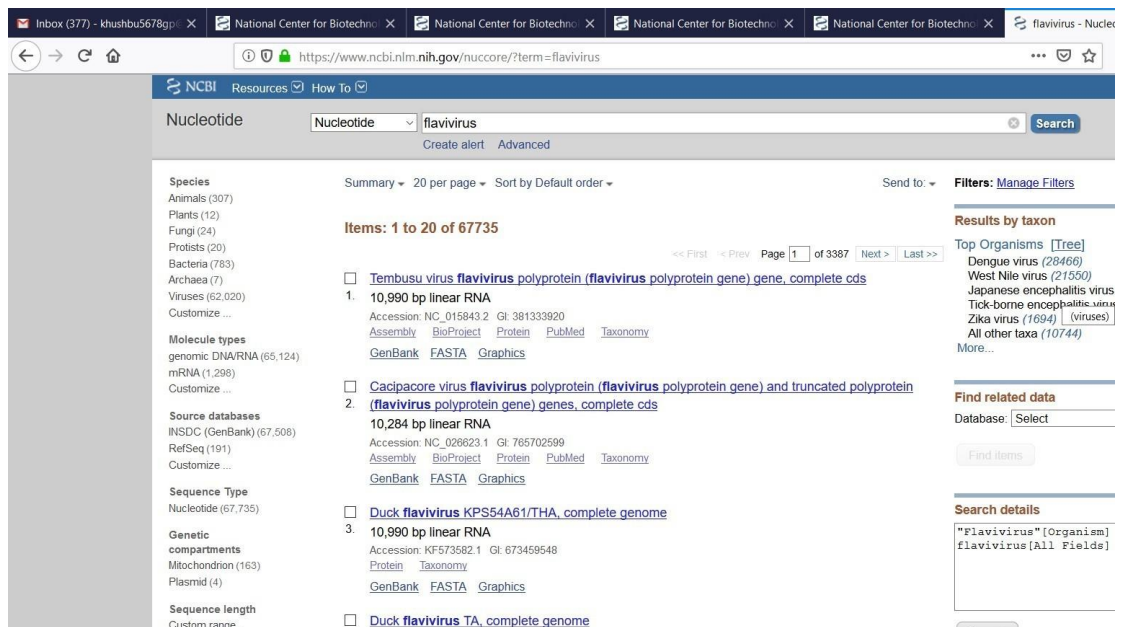 Inbox (377) - khushbu5678gp
National Center for Biotechnol
National Center for Biotechnol
National Center for Biotechnol
National Center for Biotechnol
flavivirus - Nucleo
https://www.ncbi.nlm.nih.gov/nuccore/?term=flavivirus
NCBI Resources How To
Nucleotide
Nucleotide
flavivirus
Search
Create alert Advanced
Species
Animals (307)
Plants (12)
Fungi (24)
Protists (20)
Bacteria (783)
Archaea (7)
Viruses (62,020)
Customize ...
Molecule types
genomic DNA/RNA (65,124)
mRNA (1,298)
Customize ...
Source databases
INSDC (GenBank) (67,508)
RefSeq (191)
Customize ...
Sequence Type
Nucleotide (67,735)
Genetic
compartments
Mitochondrion (163)
Plasmid (4)
Sequence length
Custom range
Summary 20 per page Sort by Default order
Send to:
Items: 1 to 20 of 67735
<< First < Prev Page 1 of 3387 Next > Last >>
Tembusu virus flavivirus polyprotein (flavivirus polyprotein gene) gene, complete cds
1. 10,990 bp linear RNA
Accession: NC_015843.2 GI: 381333920
Assembly BioProject Protein PubMed Taxonomy
GenBank FASTA Graphics
Cacipacore virus flavivirus polyprotein (flavivirus polyprotein gene) and truncated polyprotein
2. (flavivirus polyprotein gene) genes, complete cds
10,284 bp linear RNA
Accession: NC_026623.1 GI: 765702599
Assembly BioProject Protein PubMed Taxonomy
GenBank FASTA Graphics
Duck flavivirus KPS54A61/THA, complete genome
3. 10,990 bp linear RNA
Accession: KF573582.1 GI: 673459548
Protein Taxonomy
GenBank FASTA Graphics
Duck flavivirus TA, complete genome
Filters: Manage Filters
Results by taxon
Top Organisms [Tree]
Dengue virus (28466)
West Nile virus (21550)
Japanese encephalitis virus
Tick-borne encephalitis virus
Zika virus (1694)
(viruses)
All other taxa (10744)
More...
Find related data
Database: Select
Find items
Search details
"Flavivirus"[Organism]
flavivirus[All Fields]